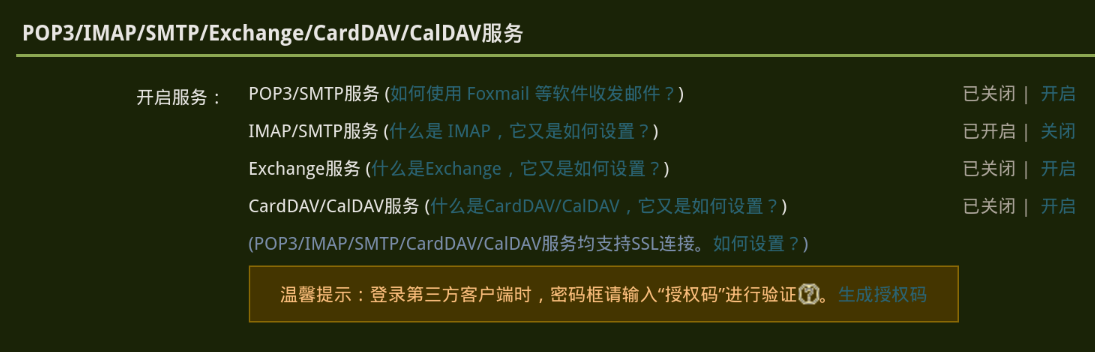 POP3/IMAP/SMTP/Exchange/CardDAV/CalDAV服务
开启服务： POP3/SMTP服务 (如何使用 Foxmail 等软件收发邮件？) 已关闭 | 开启
IMAP/SMTP服务 (什么是 IMAP，它又是如何设置？) 已开启 | 关闭
Exchange服务 (什么是Exchange，它又是如何设置？) 已关闭 | 开启
CardDAV/CalDAV服务 (什么是CardDAV/CalDAV，它又是如何设置？) 已关闭 | 开启
(POP3/IMAP/SMTP/CardDAV/CalDAV服务均支持SSL连接。如何设置？)
温馨提示：登录第三方客户端时，密码框请输入“授权码”进行验证?。生成授权码